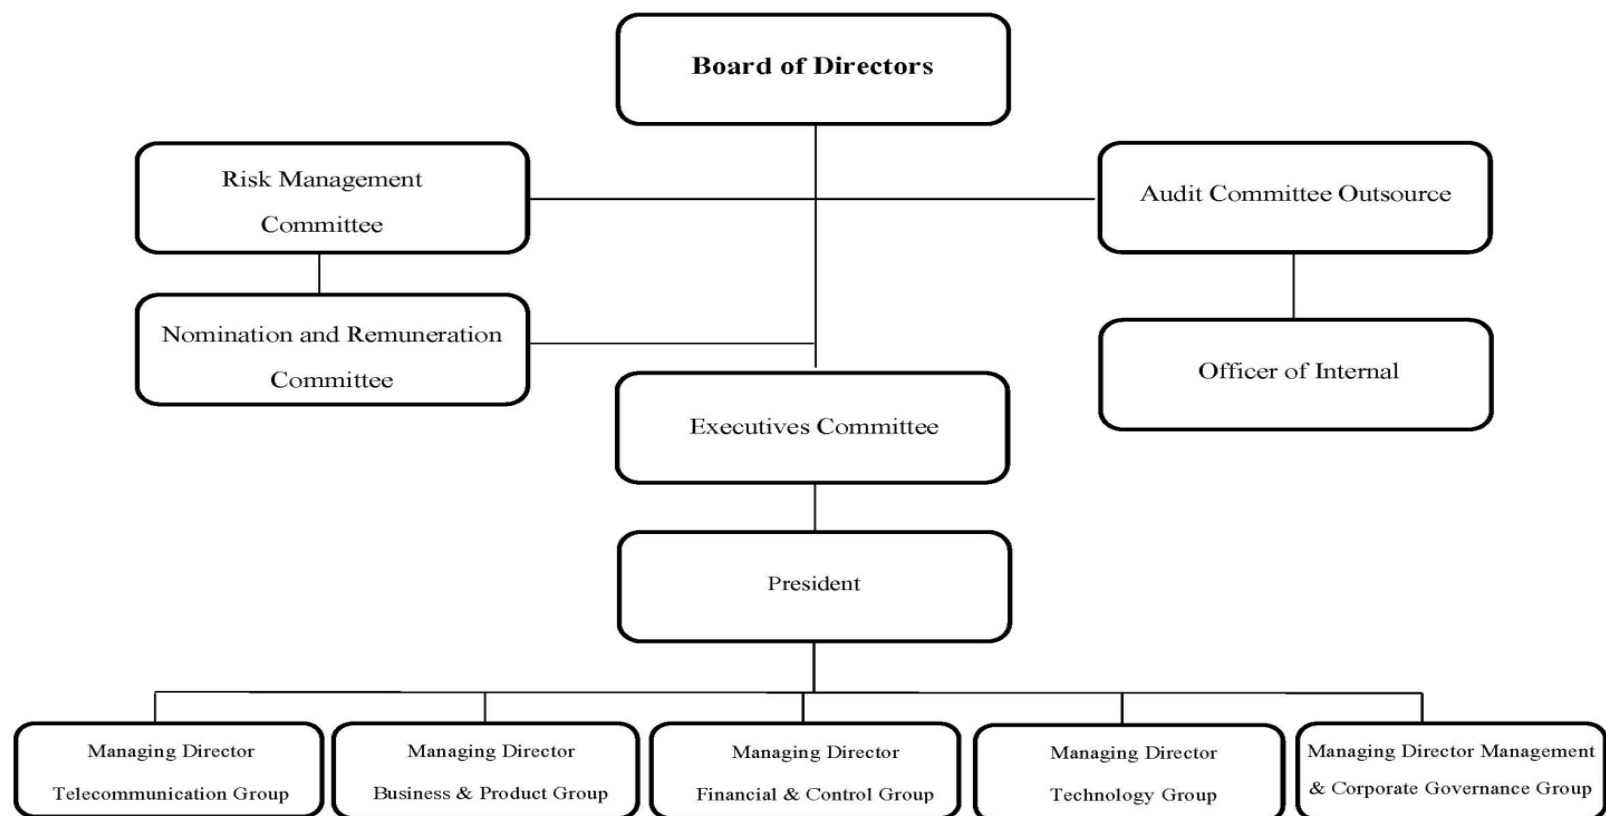 Board of Directors
Risk Management
Committee
Audit Committee Outsource
Nomination and Remuneration
Committee
Officer of Internal
Executives Committee
President
Managing Director
Telecommunication Group
Managing Director
Business & Product Group
Managing Director
Financial & Control Group
Managing Director
Technology Group
Managing Director Management
& Corporate Governance Group